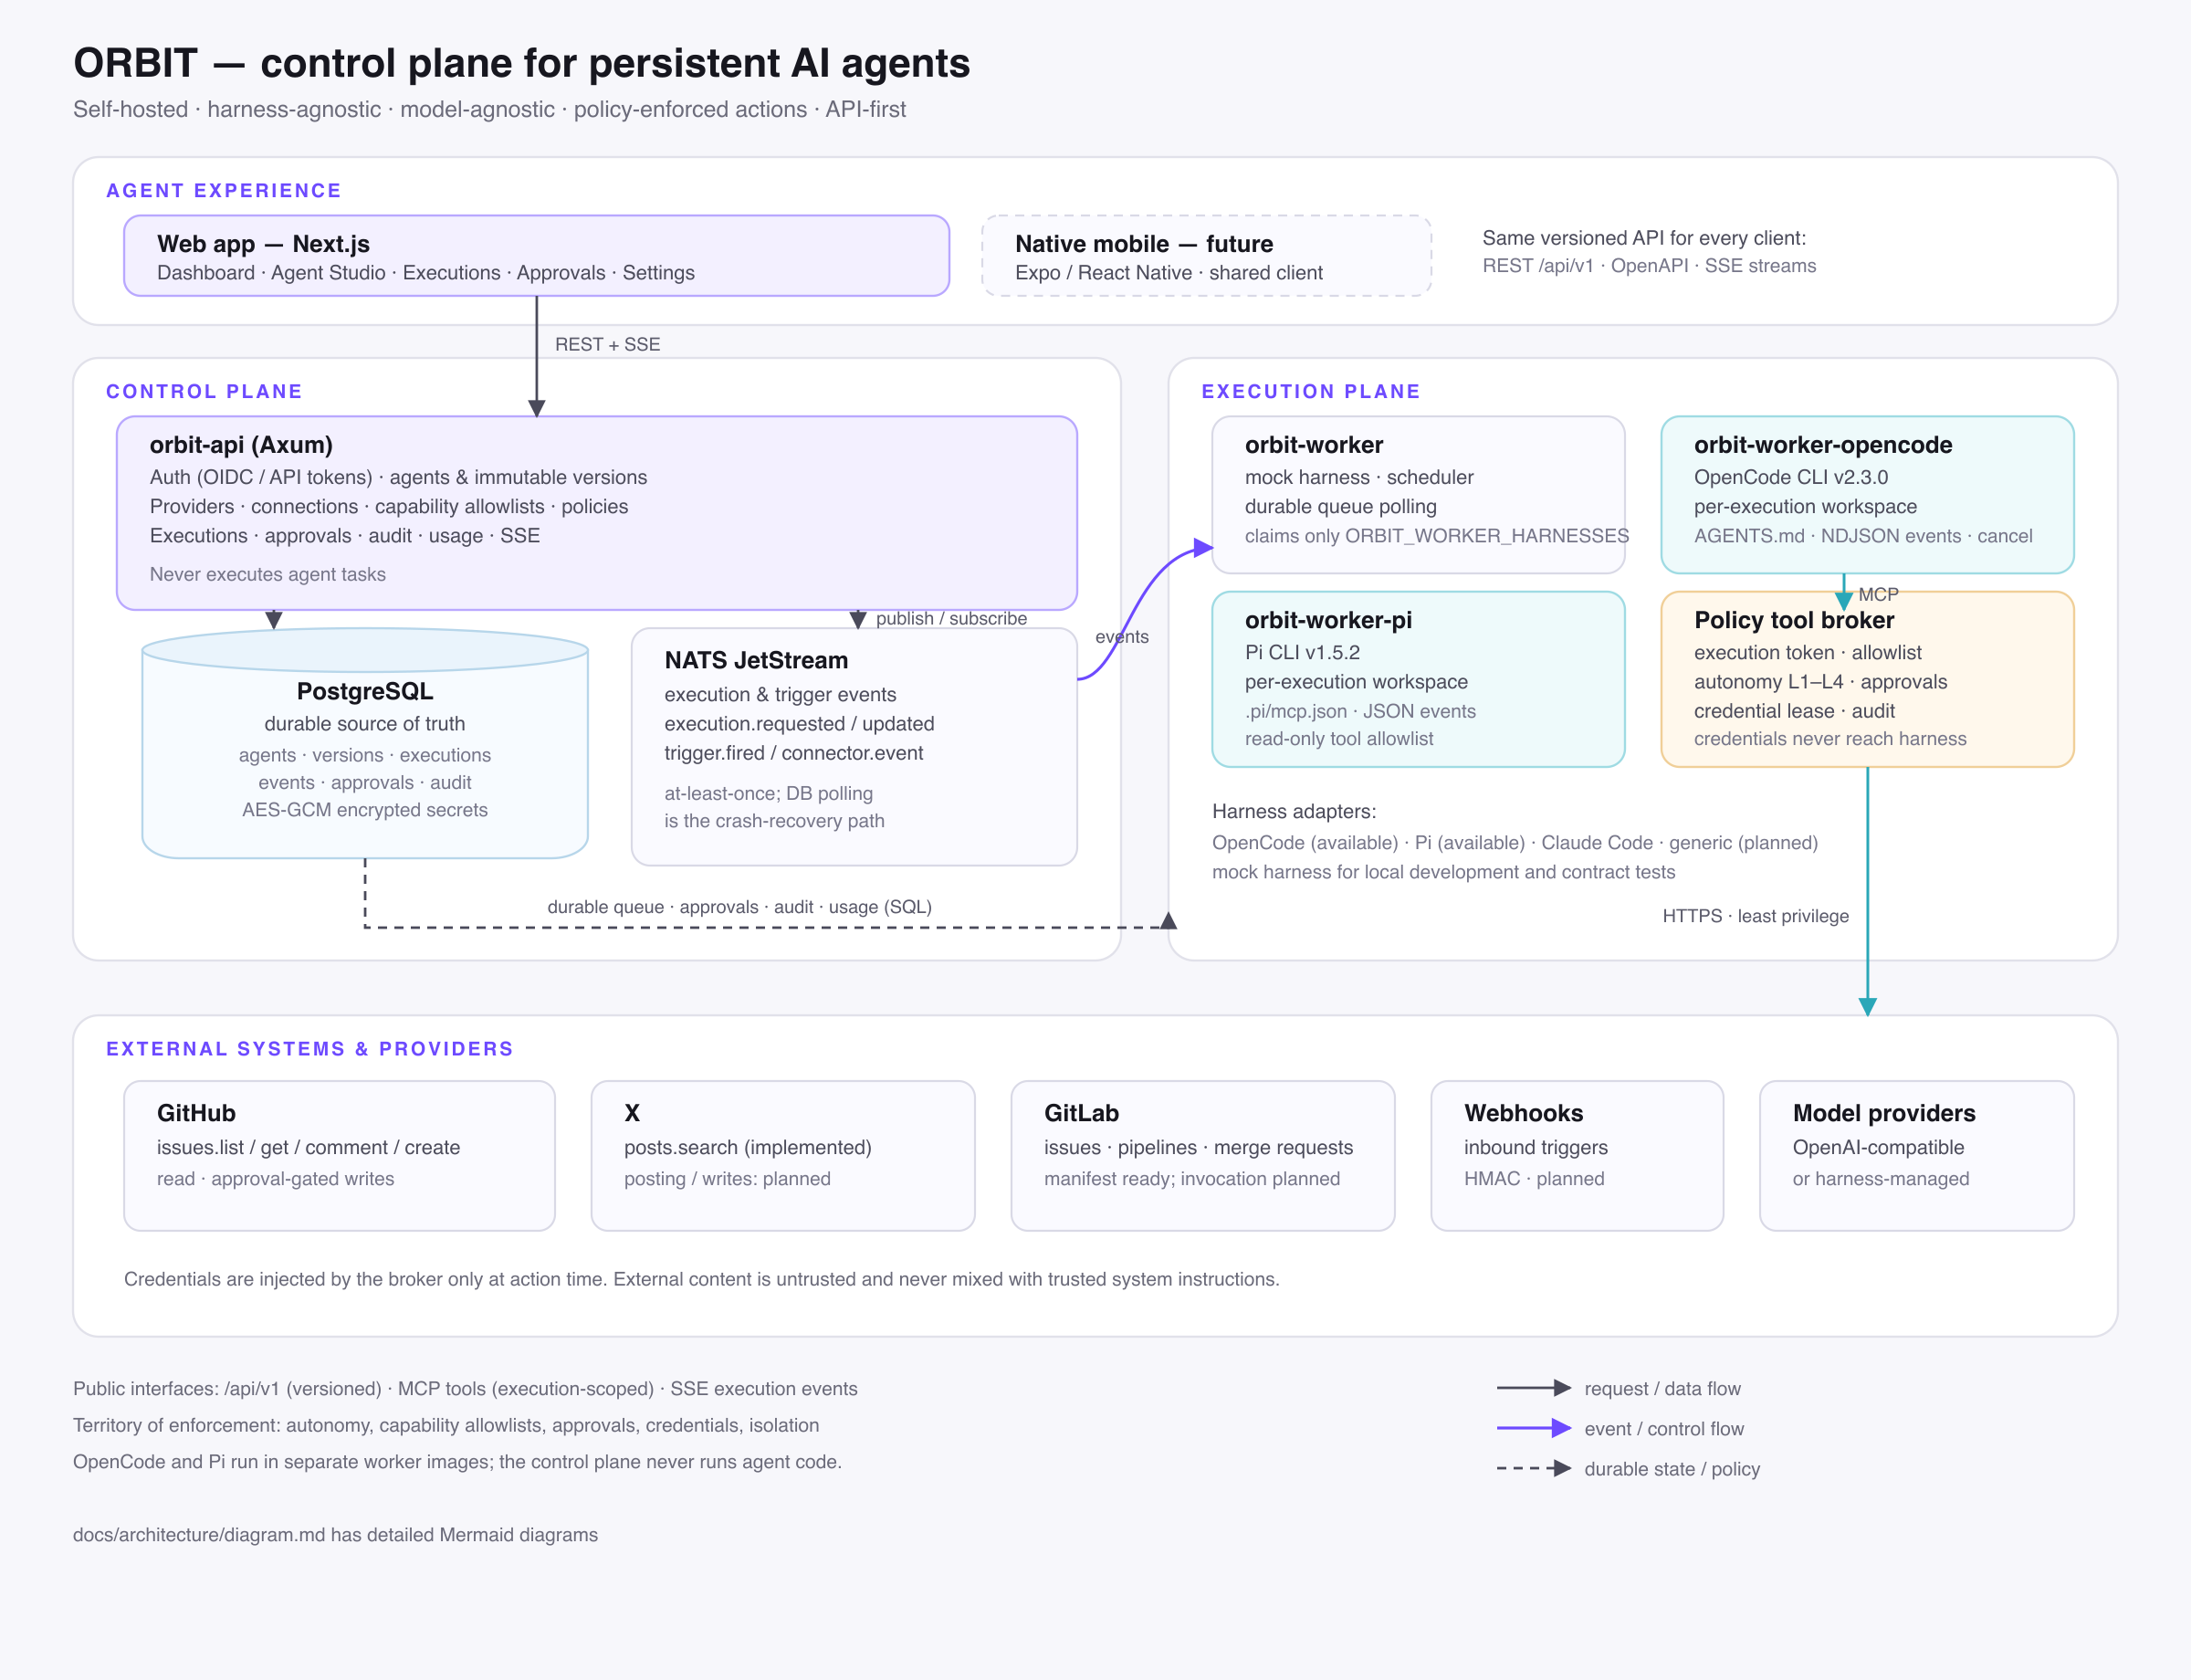 ORBIT — control plane for persistent AI agents
Self-hosted · harness-agnostic · model-agnostic · policy-enforced actions · API-first
AGENT EXPERIENCE
Web app — Next.js
Dashboard · Agent Studio · Executions · Approvals · Settings
Native mobile — future
Expo / React Native · shared client
Same versioned API for every client:
REST /api/v1 · OpenAPI · SSE streams
REST + SSE
CONTROL PLANE
orbit-api (Axum)
Auth (OIDC / API tokens) · agents & immutable versions
Providers · connections · capability allowlists · policies
Executions · approvals · audit · usage · SSE
Never executes agent tasks
publish / subscribe
events
PostgreSQL
durable source of truth
agents · versions · executions
events · approvals · audit
AES-GCM encrypted secrets
NATS JetStream
execution & trigger events
execution.requested / updated
trigger.fired / connector.event
at-least-once; DB polling
is the crash-recovery path
durable queue · approvals · audit · usage (SQL)
EXECUTION PLANE
orbit-worker
mock harness · scheduler
durable queue polling
claims only ORBIT_WORKER_HARNESSES
orbit-worker-opencode
OpenCode CLI v2.3.0
per-execution workspace
AGENTS.md · NDJSON events · cancel
MCP
orbit-worker-pi
Pi CLI v1.5.2
per-execution workspace
.pi/mcp.json · JSON events
read-only tool allowlist
Policy tool broker
execution token · allowlist
autonomy L1–L4 · approvals
credential lease · audit
credentials never reach harness
Harness adapters:
OpenCode (available) · Pi (available) · Claude Code · generic (planned)
mock harness for local development and contract tests
HTTPS · least privilege
EXTERNAL SYSTEMS & PROVIDERS
GitHub
issues.list / get / comment / create
read · approval-gated writes
X
posts.search (implemented)
posting / writes: planned
GitLab
issues · pipelines · merge requests
manifest ready; invocation planned
Webhooks
inbound triggers
HMAC · planned
Model providers
OpenAI-compatible
or harness-managed
Credentials are injected by the broker only at action time. External content is untrusted and never mixed with trusted system instructions.
Public interfaces: /api/v1 (versioned) · MCP tools (execution-scoped) · SSE execution events
Territory of enforcement: autonomy, capability allowlists, approvals, credentials, isolation
OpenCode and Pi run in separate worker images; the control plane never runs agent code.
request / data flow
event / control flow
durable state / policy
docs/architecture/diagram.md has detailed Mermaid diagrams